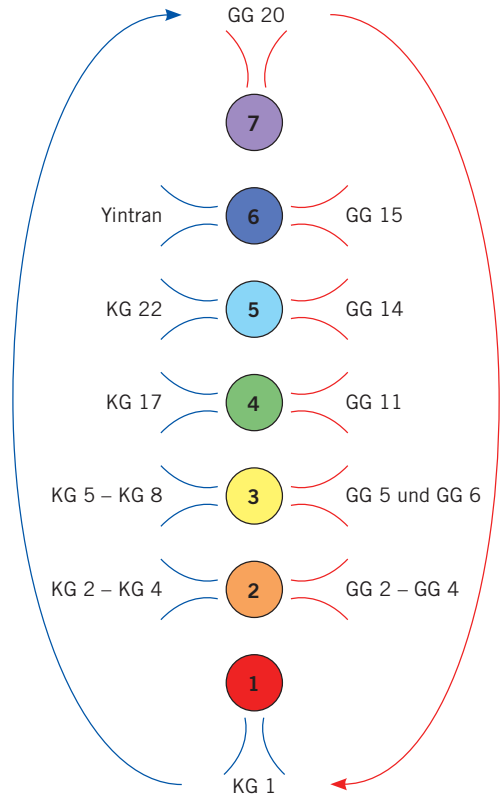 GG 20
7
Yintran 6 GG 15
KG 22 5 GG 14
KG 17 4 GG 11
KG 5 – KG 8 3 GG 5 und GG 6
KG 2 – KG 4 2 GG 2 – GG 4
1
KG 1